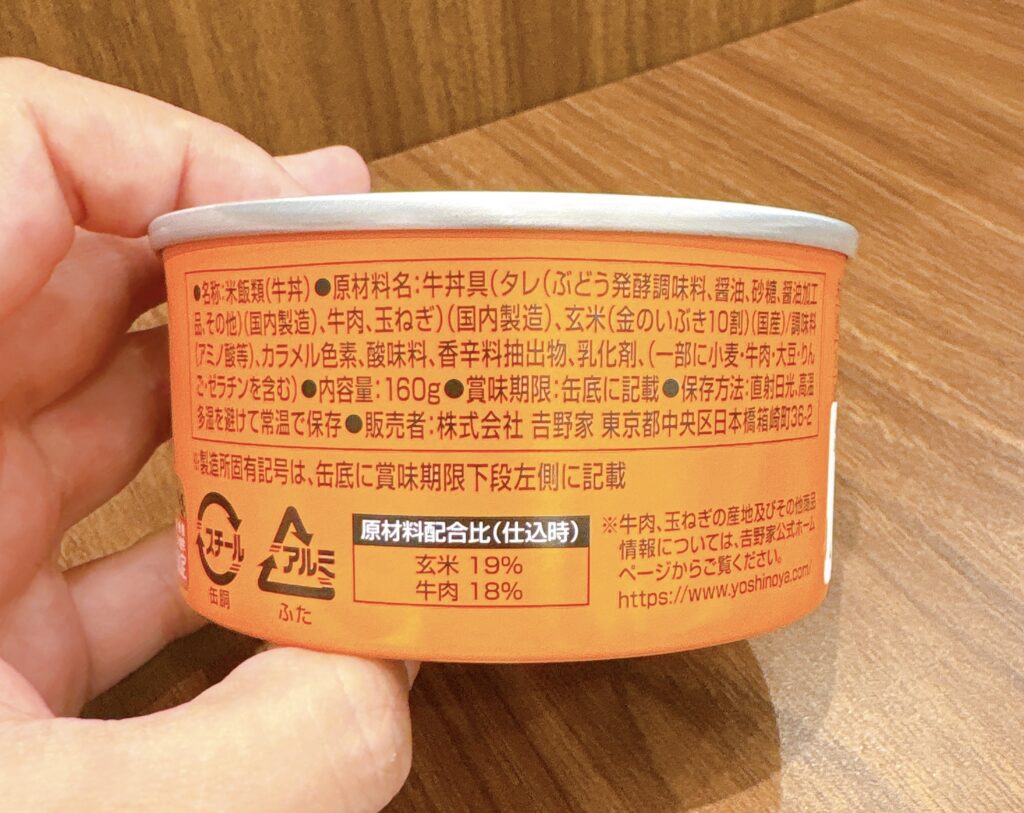 ●名称:米飯類(牛丼)●原材料名:牛丼具(タレ(ぶどう発酵調味料、醤油、砂糖、醤油加工
品、その他)(国内製造)、牛肉、玉ねぎ)(国内製造)、玄米(金のいぶき10割)(国産)/調味料
(アミノ酸等)、カラメル色素、酸味料、香辛料抽出物、乳化剤、(一部に小麦・牛肉・大豆・りん
ご・ゼラチンを含む)●内容量:160g●賞味期限:缶底に記載●保存方法:直射日光、高温
多湿を避けて常温で保存●販売者:株式会社 吉野家 東京都中央区日本橋箱崎町36-2
※製造所固有記号は、缶底に賞味期限下段左側に記載
スチール
缶胴
アルミ
ふた
原材料配合比(仕込時)
玄米 19%
牛肉 18%
※牛肉、玉ねぎの産地及びその他商品
情報については、吉野家公式ホーム
ページからご覧ください。
https://www.yoshinoya.com/